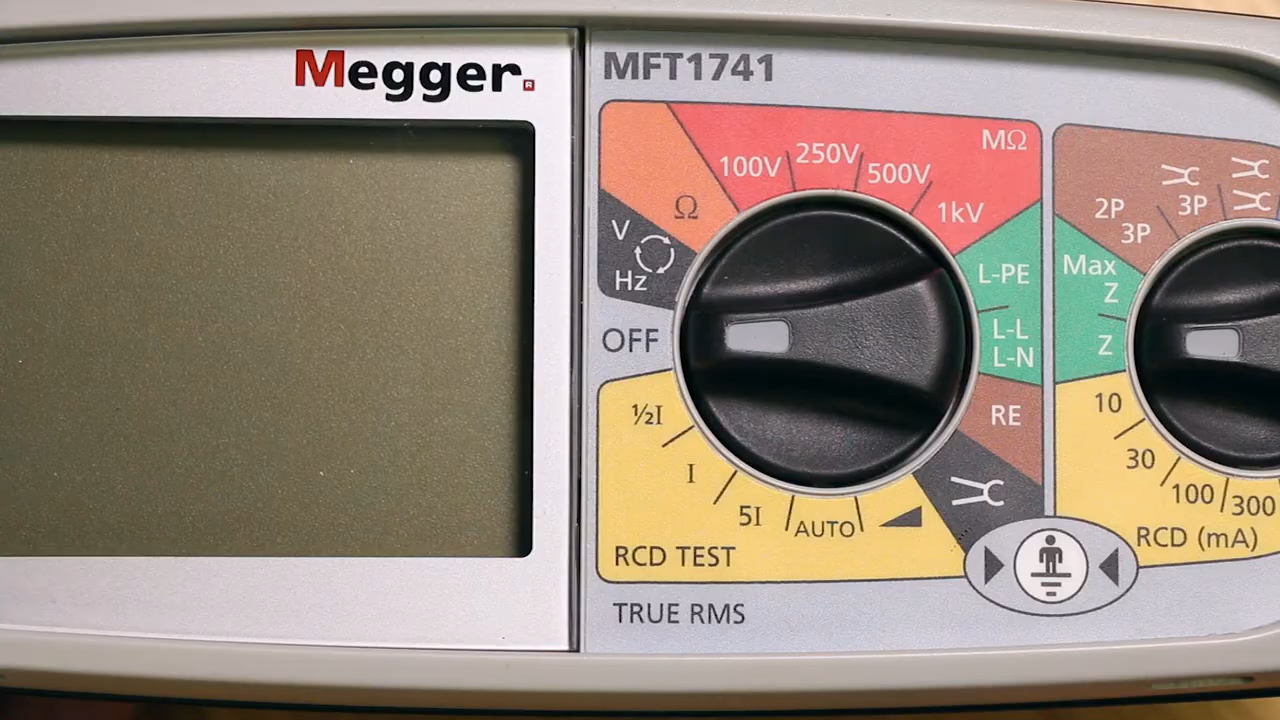 Megger
MFT1741
MΩ
100V
250V
500V
1kV
Ω
V
Hz
OFF
L-PE
L-L
L-N
RE
½I
I
5I
AUTO
RCD TEST
TRUE RMS
2P
3P
3P
Max
Z
Z
10
30
100
300
RCD (mA)